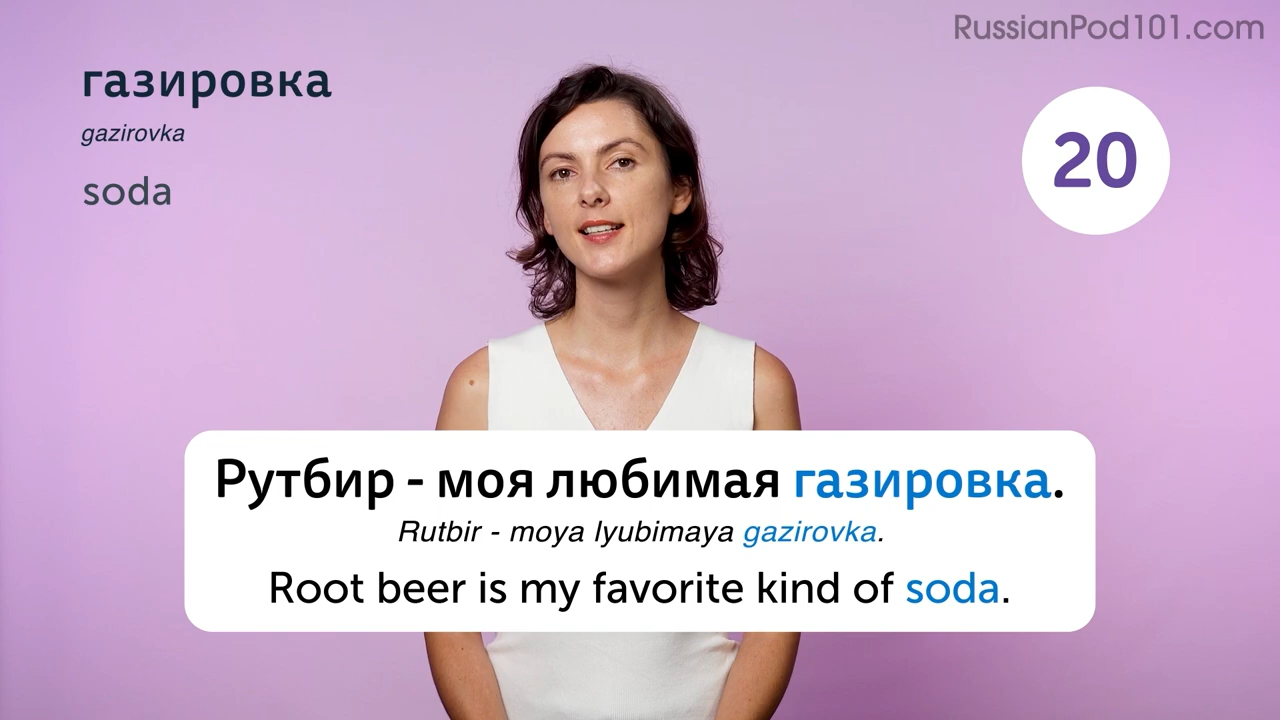 RussianPod101.com
газировка
gazirovka
soda
20
Рутбир - моя любимая газировка.
Rutbir - moya lyubimaya gazirovka.
Root beer is my favorite kind of soda.